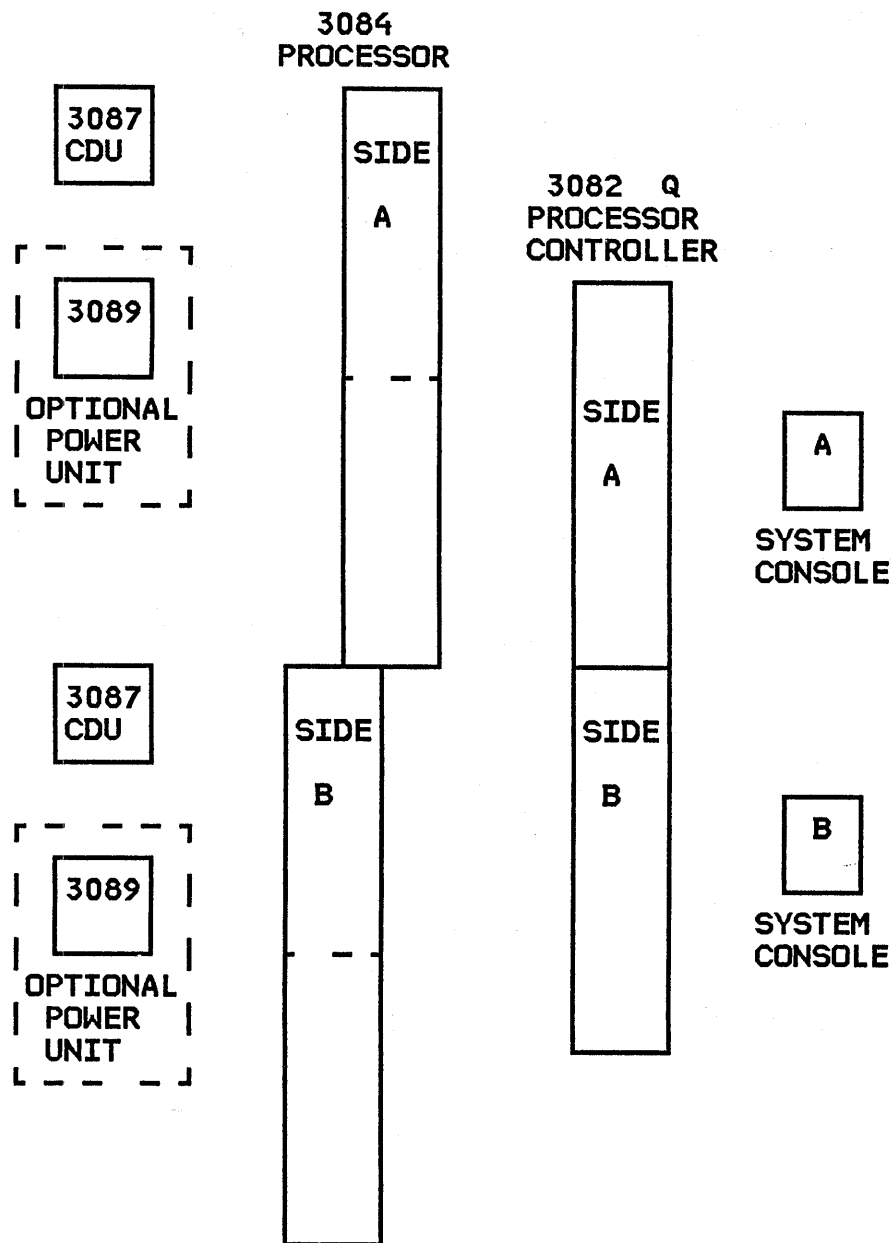 3084
PROCESSOR
3087
CDU
SIDE
A
3082 Q
PROCESSOR
CONTROLLER
3089
OPTIONAL
POWER
UNIT
SIDE
A
A
SYSTEM
CONSOLE
3087
CDU
SIDE
B
SIDE
B
B
SYSTEM
CONSOLE
3089
OPTIONAL
POWER
UNIT